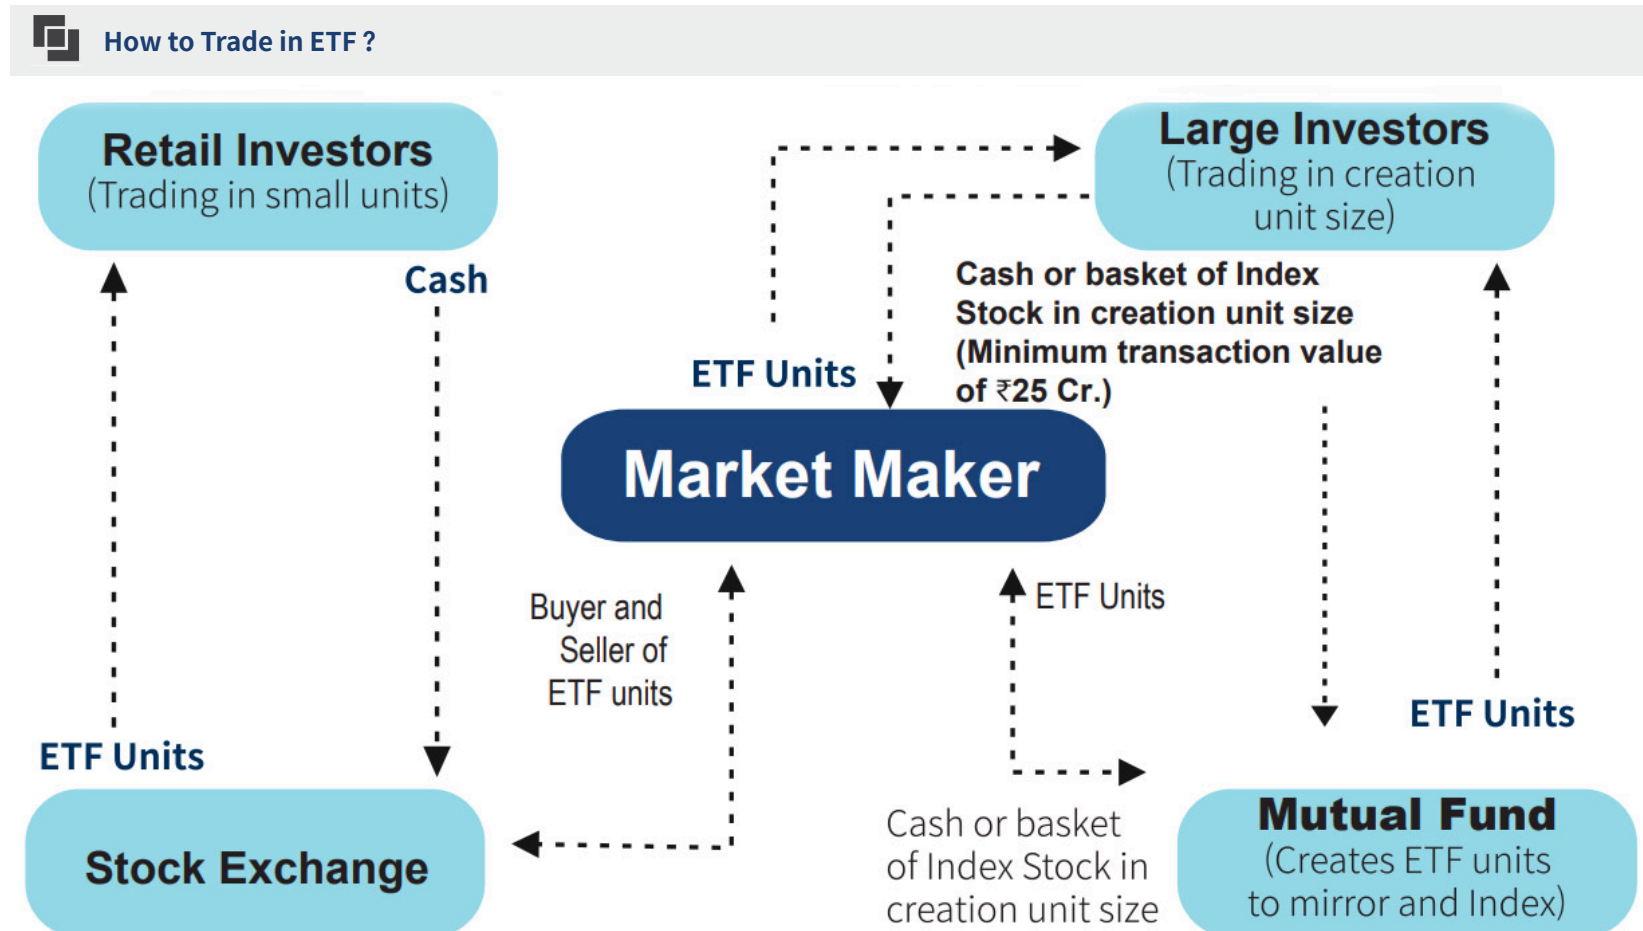 How to Trade in ETF ?
Retail Investors
(Trading in small units)
Large Investors
(Trading in creation
unit size)
Cash
Cash or basket of Index
Stock in creation unit size
(Minimum transaction value
of ₹25 Cr.)
ETF Units
Market Maker
Buyer and
Seller of
ETF units
ETF Units
ETF Units
ETF Units
Stock Exchange
Cash or basket
of Index Stock in
creation unit size
Mutual Fund
(Creates ETF units
to mirror and Index)